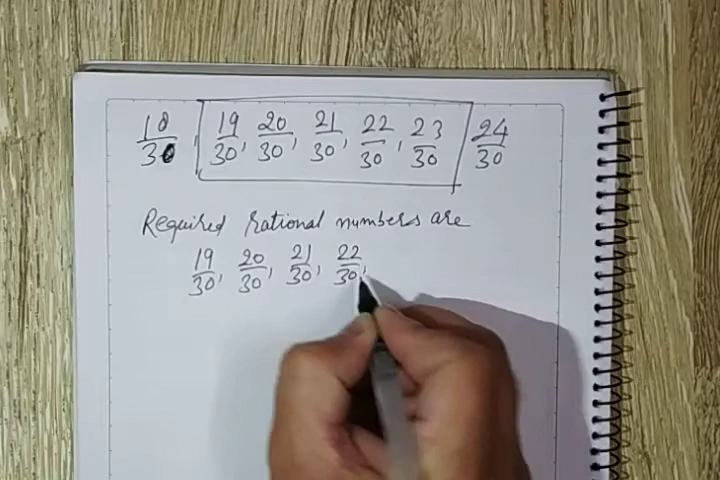 18/30, 19/30, 20/30, 21/30, 22/30, 23/30 24/30
Required rational numbers are
19/30, 20/30, 21/30, 22/30,